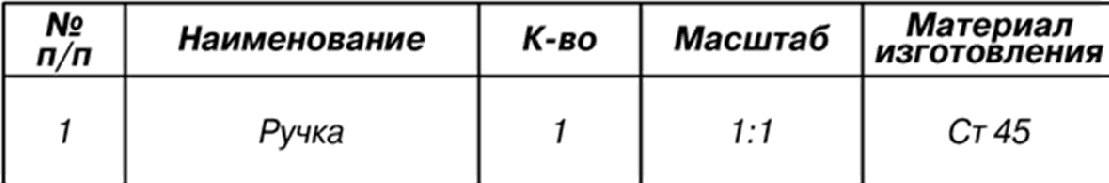 № п/п Наименование К-во Масштаб Материал изготовления
1 Ручка 1 1:1 Ст 45